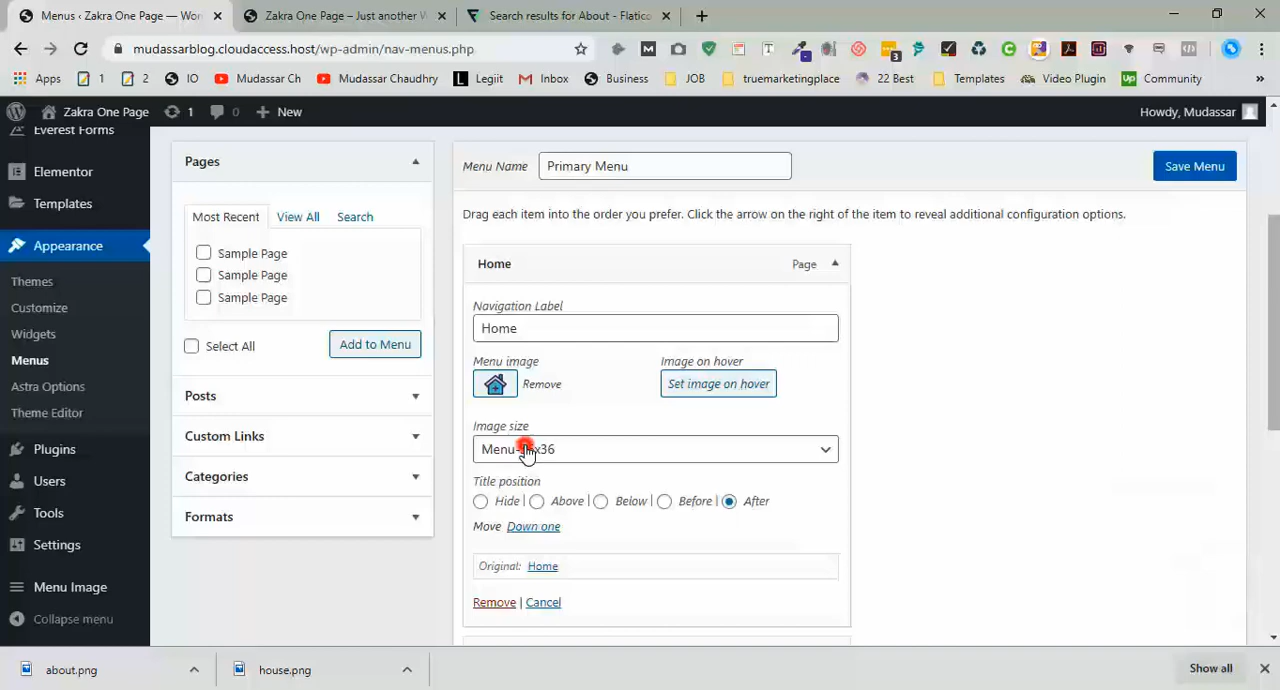 Menus ‹ Zakra One Page — Wor
Zakra One Page – Just another W
Search results for About - Flatico
mudassarblog.cloudaccess.host/wp-admin/nav-menus.php
Apps
1
2
IO
Mudassar Ch
Mudassar Chaudhry
Legiit
Inbox
Business
JOB
truemarketingplace
22 Best
Templates
Video Plugin
Community
»
Zakra One Page
1
0
New
Howdy, Mudassar
Everest Forms
Elementor
Templates
Appearance
Themes
Customize
Widgets
Menus
Astra Options
Theme Editor
Plugins
Users
Tools
Settings
Menu Image
Collapse menu
Pages
Most Recent
View All
Search
Sample Page
Sample Page
Sample Page
Select All
Add to Menu
Posts
Custom Links
Categories
Formats
Menu Name
Primary Menu
Save Menu
Drag each item into the order you prefer. Click the arrow on the right of the item to reveal additional configuration options.
Home
Page
Navigation Label
Home
Menu image
Image on hover
Remove
Set image on hover
Image size
Title position
Hide |
Above |
Below |
Before |
After
Move Down one
Original: Home
Remove | Cancel
about.png
house.png
Show all